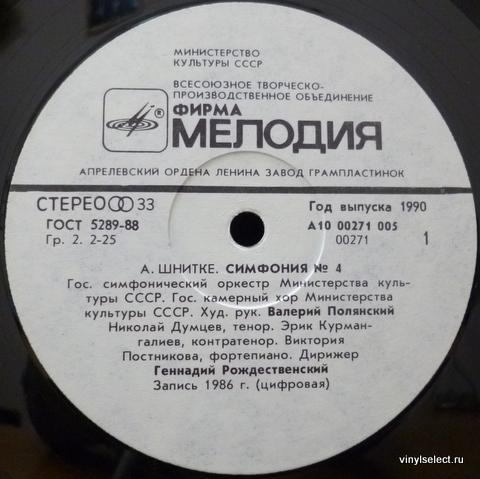 МИНИСТЕРСТВО
КУЛЬТУРЫ СССР
ВСЕСОЮЗНОЕ ТВОРЧЕСКО-
ПРОИЗВОДСТВЕННОЕ ОБЪЕДИНЕНИЕ
ФИРМА
® МЕЛОДИЯ
АПРЕЛЕВСКИЙ ОРДЕНА ЛЕНИНА ЗАВОД ГРАМПЛАСТИНОК
СТЕРЕО 33
ГОСТ 5289-88
Гр. 2. 2-25
Год выпуска 1990
А10 00271 005
00271 1
А. ШНИТКЕ. СИМФОНИЯ № 4
Гос. симфонический оркестр Министерства куль-
туры СССР. Гос. камерный хор Министерства
культуры СССР. Худ. рук. Валерий Полянский
Николай Думцев, тенор. Эрик Курман-
галиев, контратенор. Виктория
Постникова, фортепиано. Дирижер
Геннадий Рождественский
Запись 1986 г. (цифровая)
vinylselect.ru